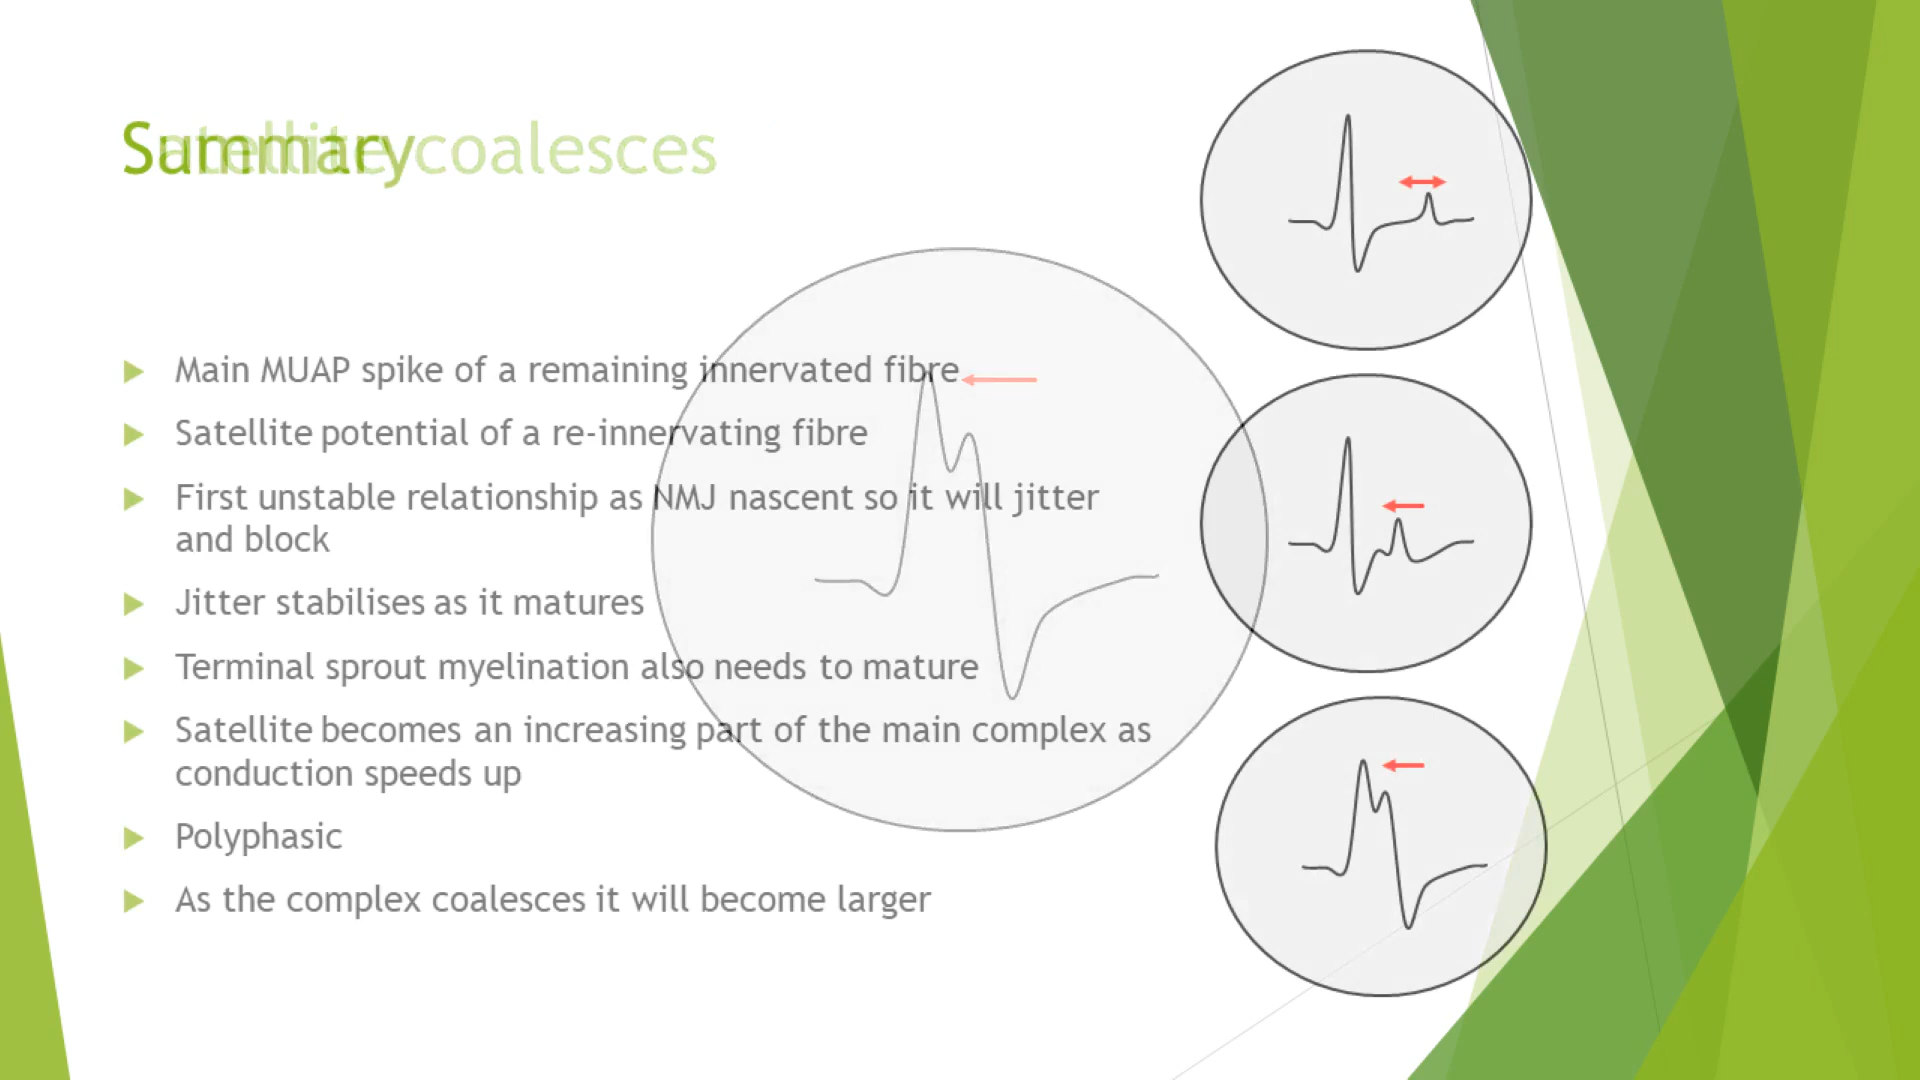 Summary
Satellite coalesces
Main MUAP spike of a remaining innervated fibre
Satellite potential of a re-innervating fibre
First unstable relationship as NMJ nascent so it will jitter
and block
Jitter stabilises as it matures
Terminal sprout myelination also needs to mature
Satellite becomes an increasing part of the main complex as
conduction speeds up
Polyphasic
As the complex coalesces it will become larger